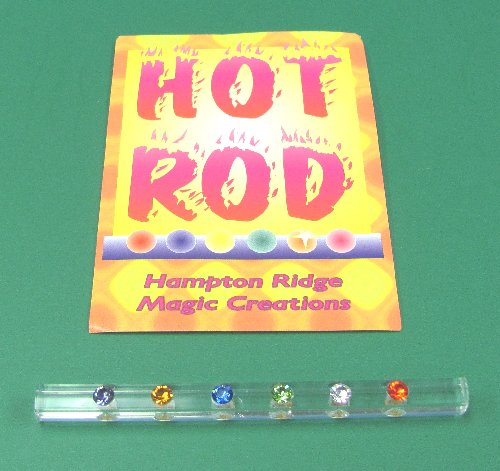 HOT
ROD
Hampton Ridge
Magic Creations